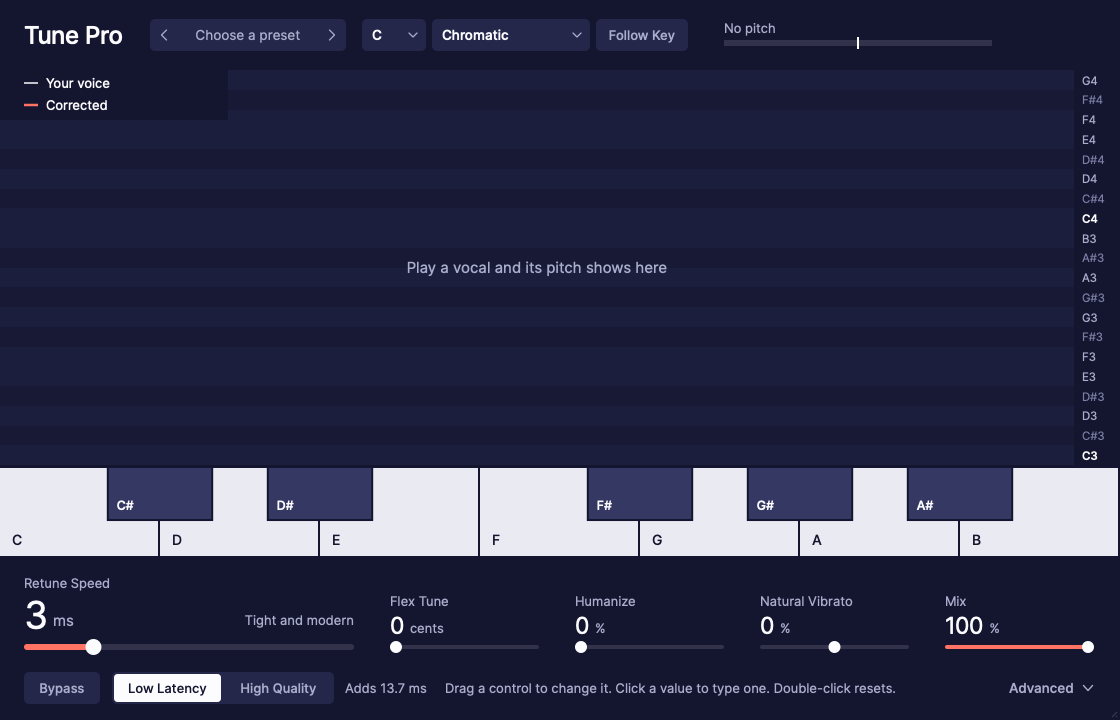 Tune Pro
Choose a preset
C
Chromatic
Follow Key
No pitch
Your voice
Corrected
G4
F#4
F4
E4
D#4
D4
C#4
C4
B3
A#3
A3
G#3
G3
F#3
F3
E3
D#3
D3
C#3
C3
Play a vocal and its pitch shows here
C# D# F# G# A#
C D E F G A B
Retune Speed
3 ms
Tight and modern
Flex Tune
0 cents
Humanize
0 %
Natural Vibrato
0 %
Mix
100 %
Bypass
Low Latency
High Quality
Adds 13.7 ms
Drag a control to change it. Click a value to type one. Double-click resets.
Advanced